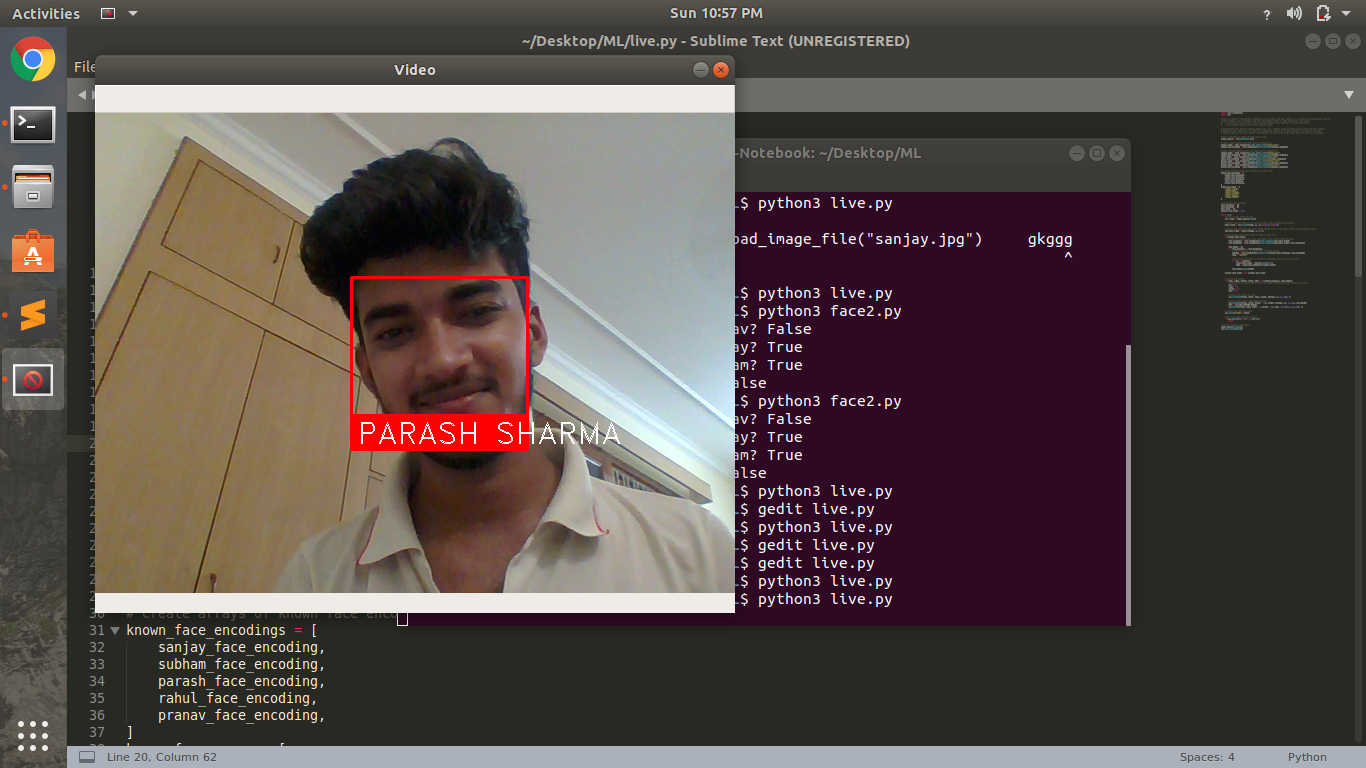 Activities
Sun 10:57 PM
?
~/Desktop/ML/live.py - Sublime Text (UNREGISTERED)
File
Video
-Notebook: ~/Desktop/ML
$ python3 live.py
oad_image_file("sanjay.jpg")     gkggg
^
$ python3 live.py
$ python3 face2.py
av? False
ay? True
am? True
alse
$ python3 face2.py
av? False
ay? True
am? True
alse
$ python3 live.py
$ gedit live.py
$ python3 live.py
$ gedit live.py
$ gedit live.py
$ python3 live.py
$ python3 live.py
PARASH SHARMA
30 # Create arrays of known face enco
31 known_face_encodings = [
32 sanjay_face_encoding,
33 subham_face_encoding,
34 parash_face_encoding,
35 rahul_face_encoding,
36 pranav_face_encoding,
37 ]
Line 20, Column 62
Spaces: 4
Python